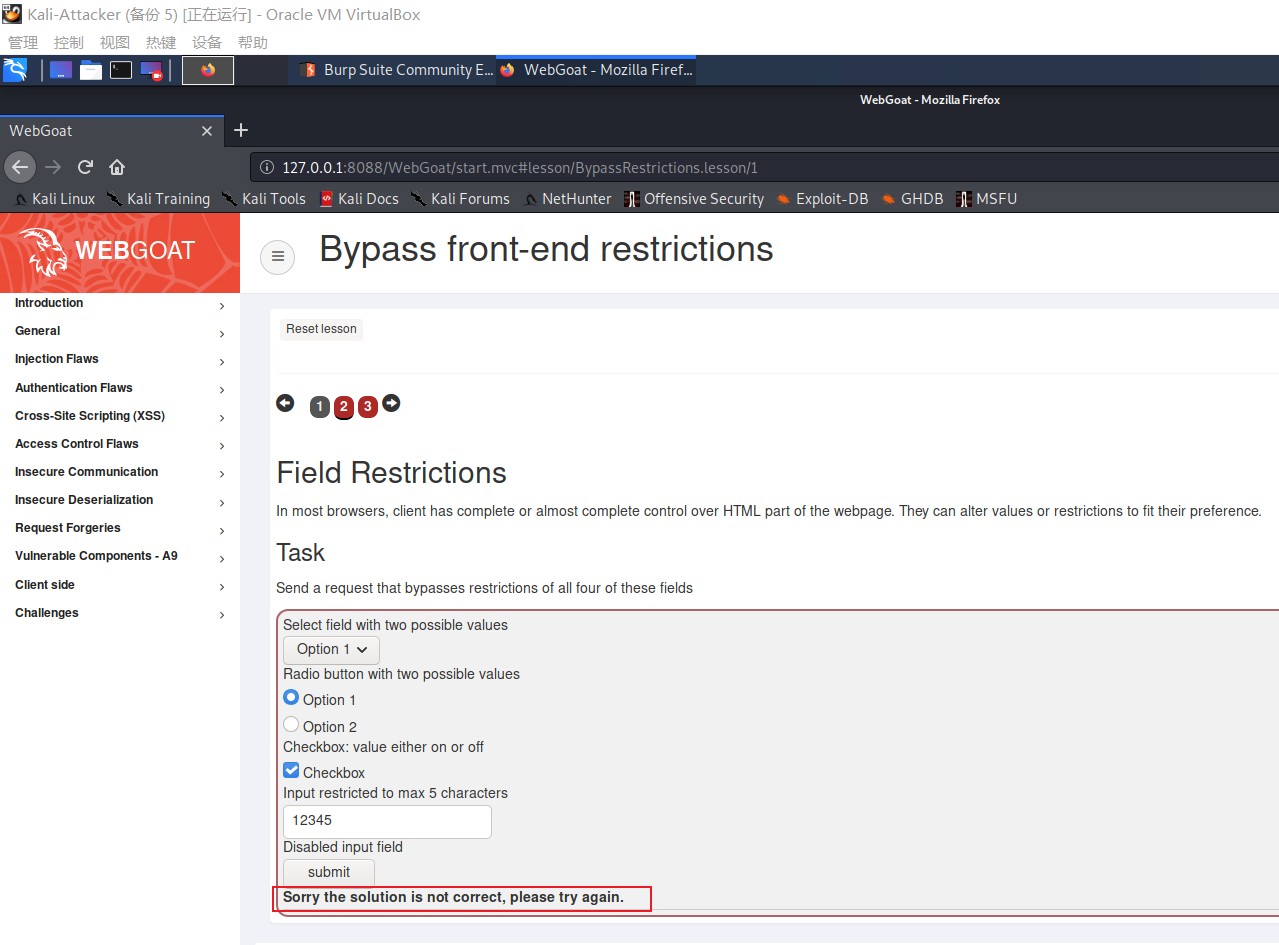 Kali-Attacker (备份 5) [正在运行] - Oracle VM VirtualBox
管理 控制 视图 热键 设备 帮助
Burp Suite Community E... WebGoat - Mozilla Firef...
WebGoat - Mozilla Firefox
WebGoat
127.0.0.1:8088/WebGoat/start.mvc#lesson/BypassRestrictions.lesson/1
Kali Linux Kali Training Kali Tools Kali Docs Kali Forums NetHunter Offensive Security Exploit-DB GHDB MSFU
WEBGOAT
Bypass front-end restrictions
Introduction
General
Injection Flaws
Authentication Flaws
Cross-Site Scripting (XSS)
Access Control Flaws
Insecure Communication
Insecure Deserialization
Request Forgeries
Vulnerable Components - A9
Client side
Challenges
Reset lesson
1 2 3
Field Restrictions
In most browsers, client has complete or almost complete control over HTML part of the webpage. They can alter values or restrictions to fit their preference.
Task
Send a request that bypasses restrictions of all four of these fields
Select field with two possible values
Option 1
Radio button with two possible values
Option 1
Option 2
Checkbox: value either on or off
Checkbox
Input restricted to max 5 characters
12345
Disabled input field
submit
Sorry the solution is not correct, please try again.